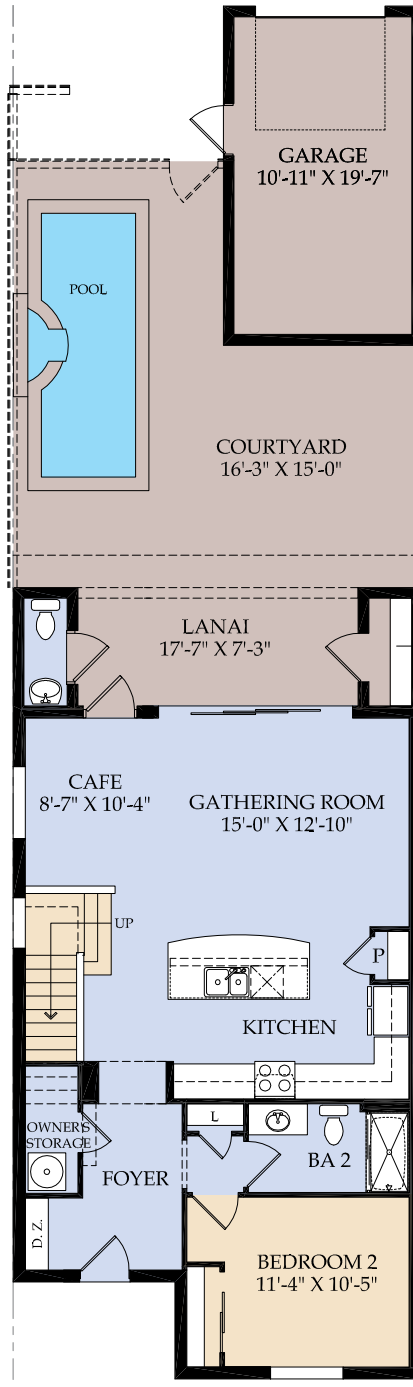 GARAGE
10'-11" X 19'-7"
POOL
COURTYARD
16'-3" X 15'-0"
LANAI
17'-7" X 7'-3"
CAFE
8'-7" X 10'-4"
GATHERING ROOM
15'-0" X 12'-10"
UP
P
KITCHEN
L
OWNER'S
STORAGE
BA 2
FOYER
D. Z.
BEDROOM 2
11'-4" X 10'-5"